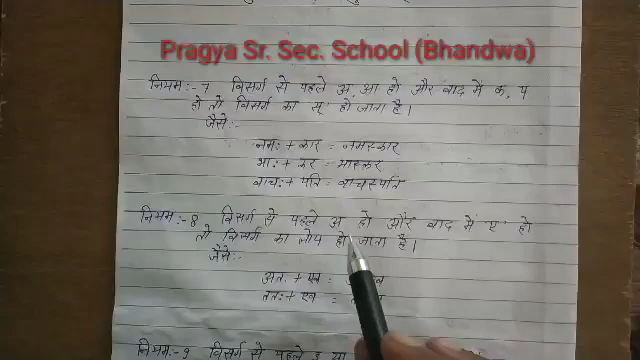 Pragya Sr. Sec. School (Bhandwa)
नियम:- 7 विसर्ग से पहले अ, आ हो और बाद में क, प
हो तो विसर्ग का स् हो जाता है।
जैसे:-
नम: + कार = नमस्कार
भा: + कर = भास्कर
वाच: + पति = वाचस्पति
नियम:- 8 विसर्ग से पहले अ हो और बाद में ए हो
तो विसर्ग का लोप हो जाता है।
जैसे:-
अत: + एव =
तत: + एव =
नियम:- 9 विसर्ग से पहले इ या